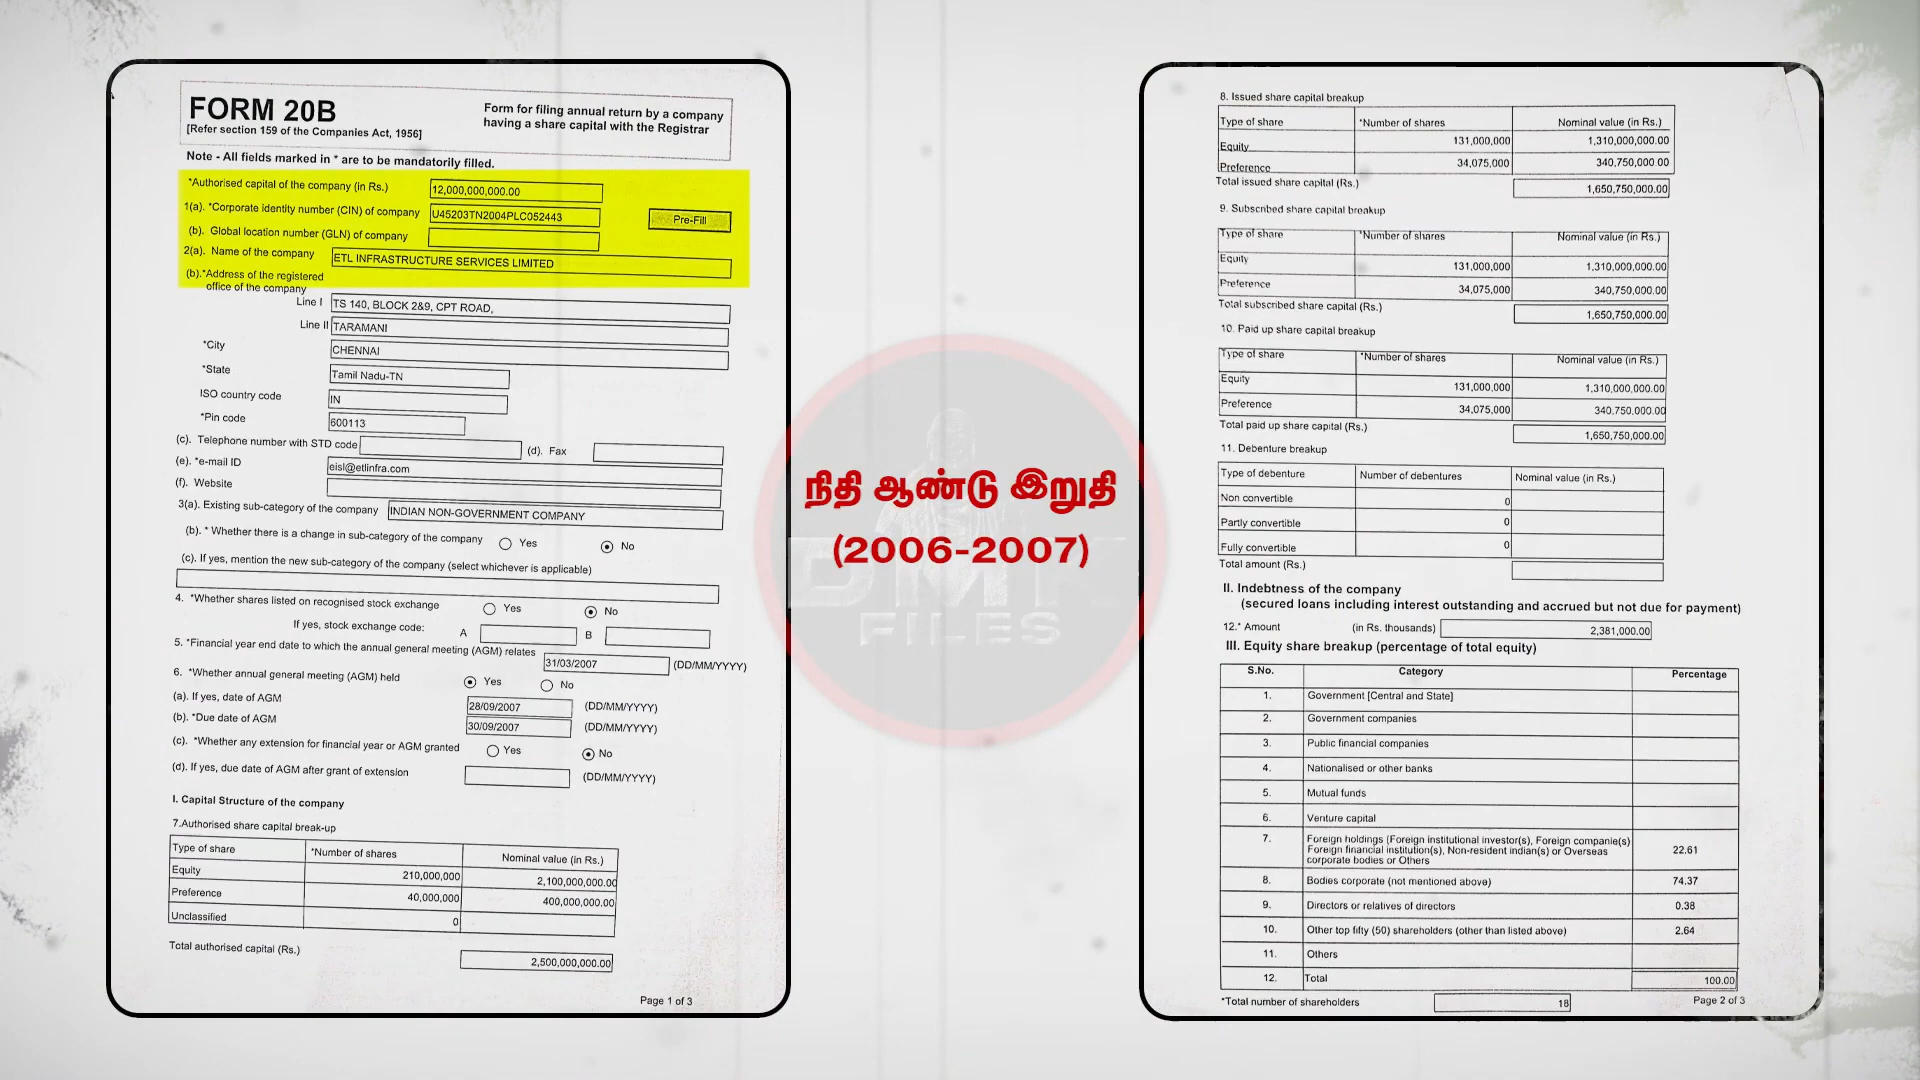 FORM 20B
[Refer section 159 of the Companies Act, 1956]
Form for filing annual return by a company
having a share capital with the Registrar
Note - All fields marked in * are to be mandatorily filled.
*Authorised capital of the company (in Rs.) 12,000,000,000.00
1(a). *Corporate identity number (CIN) of company U45203TN2004PLC052443 Pre-Fill
(b). Global location number (GLN) of company
2(a). Name of the company ETL INFRASTRUCTURE SERVICES LIMITED
(b).*Address of the registered
office of the company
Line I TS 140, BLOCK 2&9, CPT ROAD,
Line II TARAMANI
*City CHENNAI
*State Tamil Nadu-TN
ISO country code IN
*Pin code 600113
(c). Telephone number with STD code (d). Fax
(e). *e-mail ID eisl@etlinfra.com
(f). Website
3(a). Existing sub-category of the company INDIAN NON-GOVERNMENT COMPANY
(b). * Whether there is a change in sub-category of the company Yes No
(c). If yes, mention the new sub-category of the company (select whichever is applicable)
4. *Whether shares listed on recognised stock exchange Yes No
If yes, stock exchange code: A B
5. *Financial year end date to which the annual general meeting (AGM) relates 31/03/2007 (DD/MM/YYYY)
6. *Whether annual general meeting (AGM) held Yes No
(a). If yes, date of AGM 28/09/2007 (DD/MM/YYYY)
(b). *Due date of AGM 30/09/2007 (DD/MM/YYYY)
(c). *Whether any extension for financial year or AGM granted Yes No
(d). If yes, due date of AGM after grant of extension (DD/MM/YYYY)
I. Capital Structure of the company
7.Authorised share capital break-up
Type of share *Number of shares Nominal value (in Rs.)
Equity 210,000,000 2,100,000,000.00
Preference 40,000,000 400,000,000.00
Unclassified 0
Total authorised capital (Rs.) 2,500,000,000.00
Page 1 of 3
நிதி ஆண்டு இறுதி
(2006-2007)
DMK
FILES
8. Issued share capital breakup
Type of share *Number of shares Nominal value (in Rs.)
Equity 131,000,000 1,310,000,000.00
Preference 34,075,000 340,750,000 00
Total issued share capital (Rs.) 1,650,750,000.00
9. Subscribed share capital breakup
Type of share *Number of shares Nominal value (in Rs.)
Equity 131,000,000 1,310,000,000.00
Preference 34,075,000 340,750,000.00
Total subscribed share capital (Rs.) 1,650,750,000.00
10. Paid up share capital breakup
Type of share *Number of shares Nominal value (in Rs.)
Equity 131,000,000 1,310,000,000.00
Preference 34,075,000 340,750,000.00
Total paid up share capital (Rs.) 1,650,750,000.00
11. Debenture breakup
Type of debenture Number of debentures Nominal value (in Rs.)
Non convertible 0
Partly convertible 0
Fully convertible 0
Total amount (Rs.)
II. Indebtness of the company
(secured loans including interest outstanding and accrued but not due for payment)
12.* Amount (in Rs. thousands) 2,381,000.00
III. Equity share breakup (percentage of total equity)
S.No. Category Percentage
1. Government [Central and State]
2. Government companies
3. Public financial companies
4. Nationalised or other banks
5. Mutual funds
6. Venture capital
7. Foreign holdings (Foreign institutional investor(s), Foreign companie(s)
Foreign financial institution(s), Non-resident indian(s) or Overseas
corporate bodies or Others 22.61
8. Bodies corporate (not mentioned above) 74.37
9. Directors or relatives of directors 0.38
10. Other top fifty (50) shareholders (other than listed above) 2.64
11. Others
12. Total 100.00
*Total number of shareholders 18
Page 2 of 3